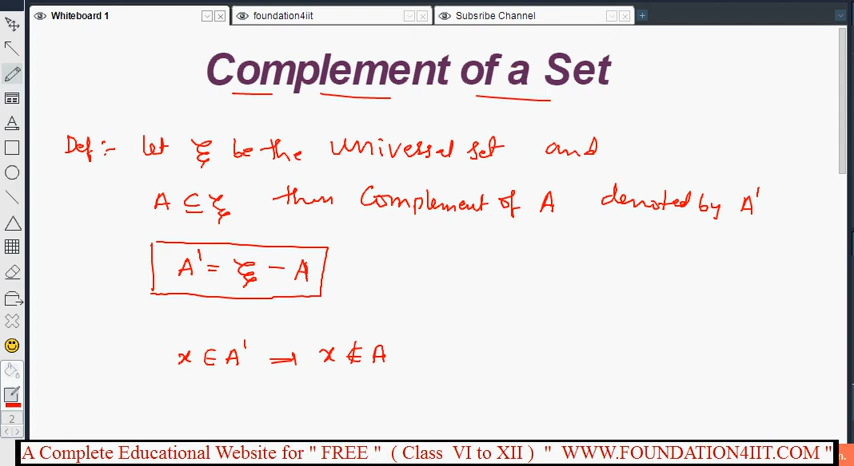 Whiteboard 1
foundation4iit
Subsribe Channel
Complement of a Set
Def :- let ξ be the Universal set and
A ⊆ ξ then Complement of A denoted by A'
A' = ξ - A
x ∈ A' → x ∉ A
2
A Complete Educational Website for " FREE " ( Class VI to XII ) " WWW.FOUNDATION4IIT.COM "